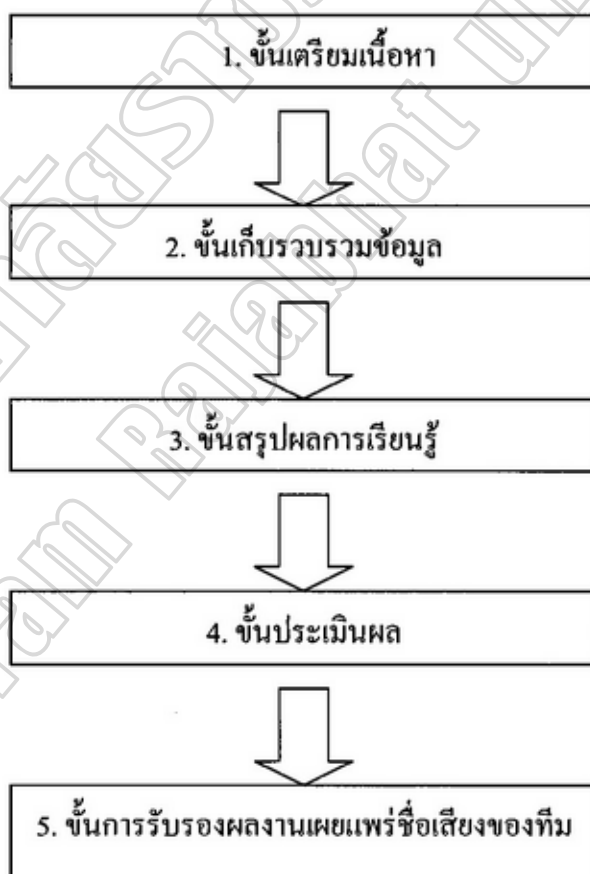 1. ขั้นเตรียมเนื้อหา
2. ขั้นเก็บรวบรวมข้อมูล
3. ขั้นสรุปผลการเรียนรู้
4. ขั้นประเมินผล
5. ขั้นการรับรองผลงานเผยแพร่ชื่อเสียงของทีม